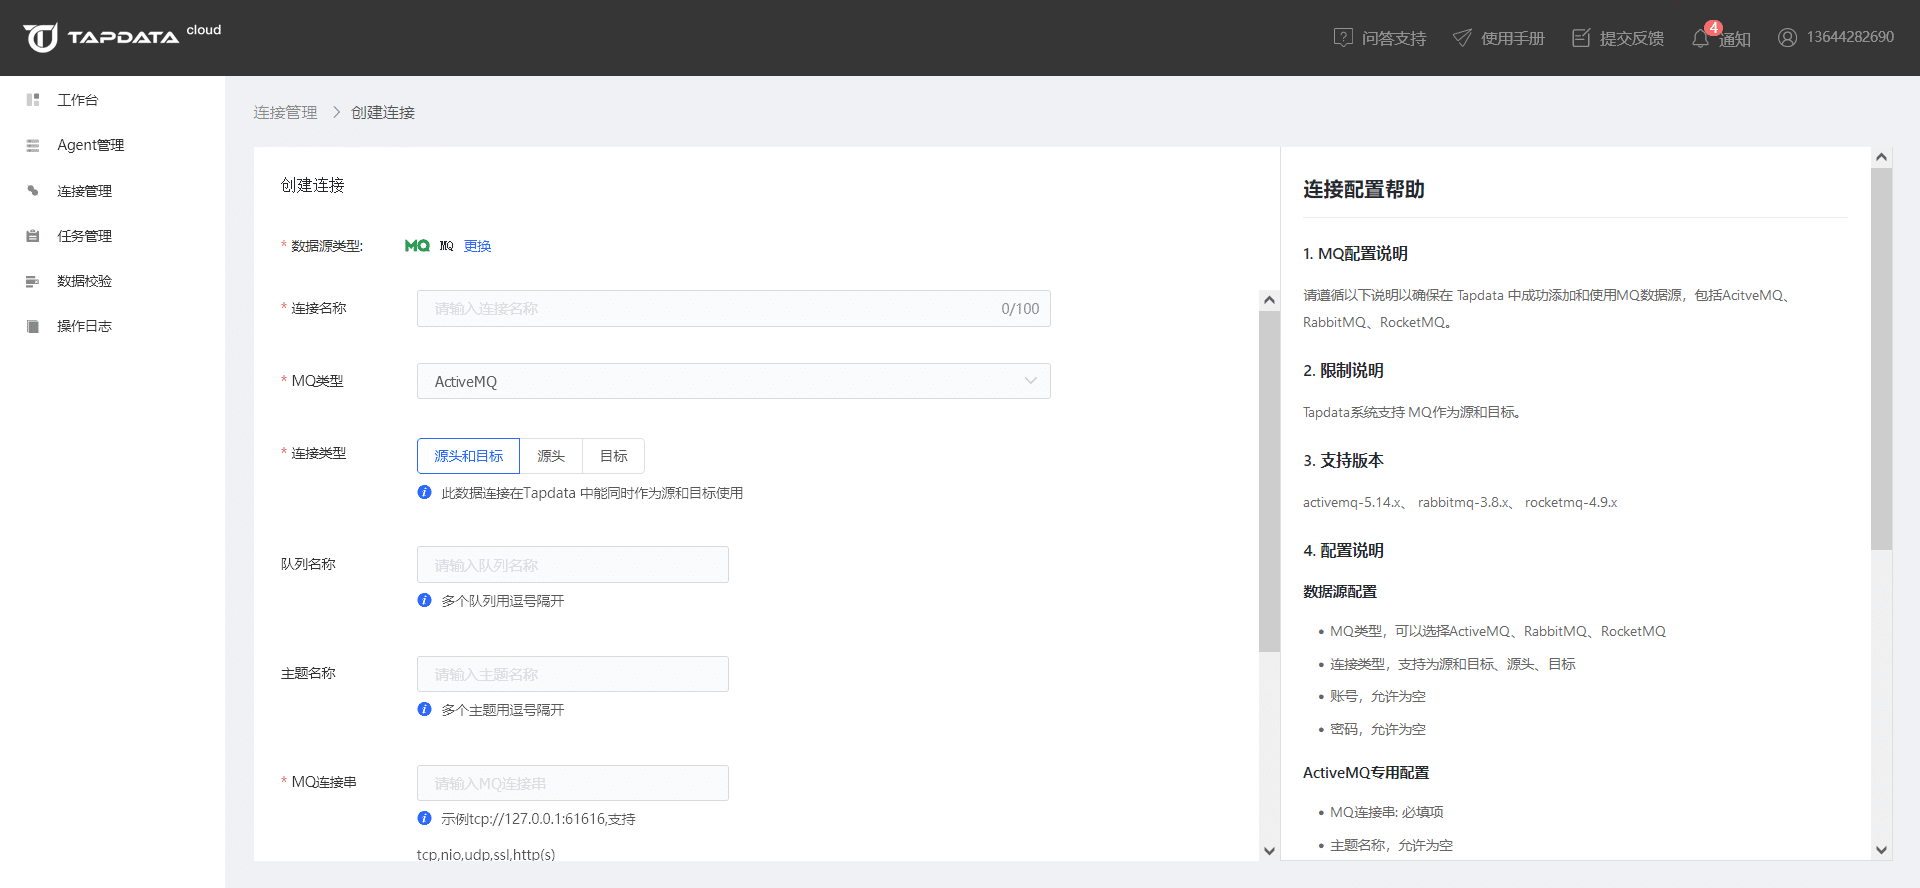 TAPDATA cloud
问答支持
使用手册
提交反馈
4
通知
13644282690
工作台
Agent管理
连接管理
任务管理
数据校验
操作日志
连接管理 > 创建连接
创建连接
* 数据源类型: MQ MQ 更换
* 连接名称 请输入连接名称 0/100
* MQ类型 ActiveMQ
* 连接类型 源头和目标 源头 目标
此数据连接在Tapdata 中能同时作为源和目标使用
队列名称 请输入队列名称
多个队列用逗号隔开
主题名称 请输入主题名称
多个主题用逗号隔开
* MQ连接串 请输入MQ连接串
示例tcp://127.0.0.1:61616,支持
tcp,nio,udp,ssl,http(s)
连接配置帮助
1. MQ配置说明
请遵循以下说明以确保在 Tapdata 中成功添加和使用MQ数据源，包括AcitveMQ、
RabbitMQ、RocketMQ。
2. 限制说明
Tapdata系统支持 MQ作为源和目标。
3. 支持版本
activemq-5.14.x、 rabbitmq-3.8.x、 rocketmq-4.9.x
4. 配置说明
数据源配置
• MQ类型，可以选择ActiveMQ、RabbitMQ、RocketMQ
• 连接类型，支持为源和目标、源头、目标
• 账号，允许为空
• 密码，允许为空
ActiveMQ专用配置
• MQ连接串: 必填项
• 主题名称，允许为空